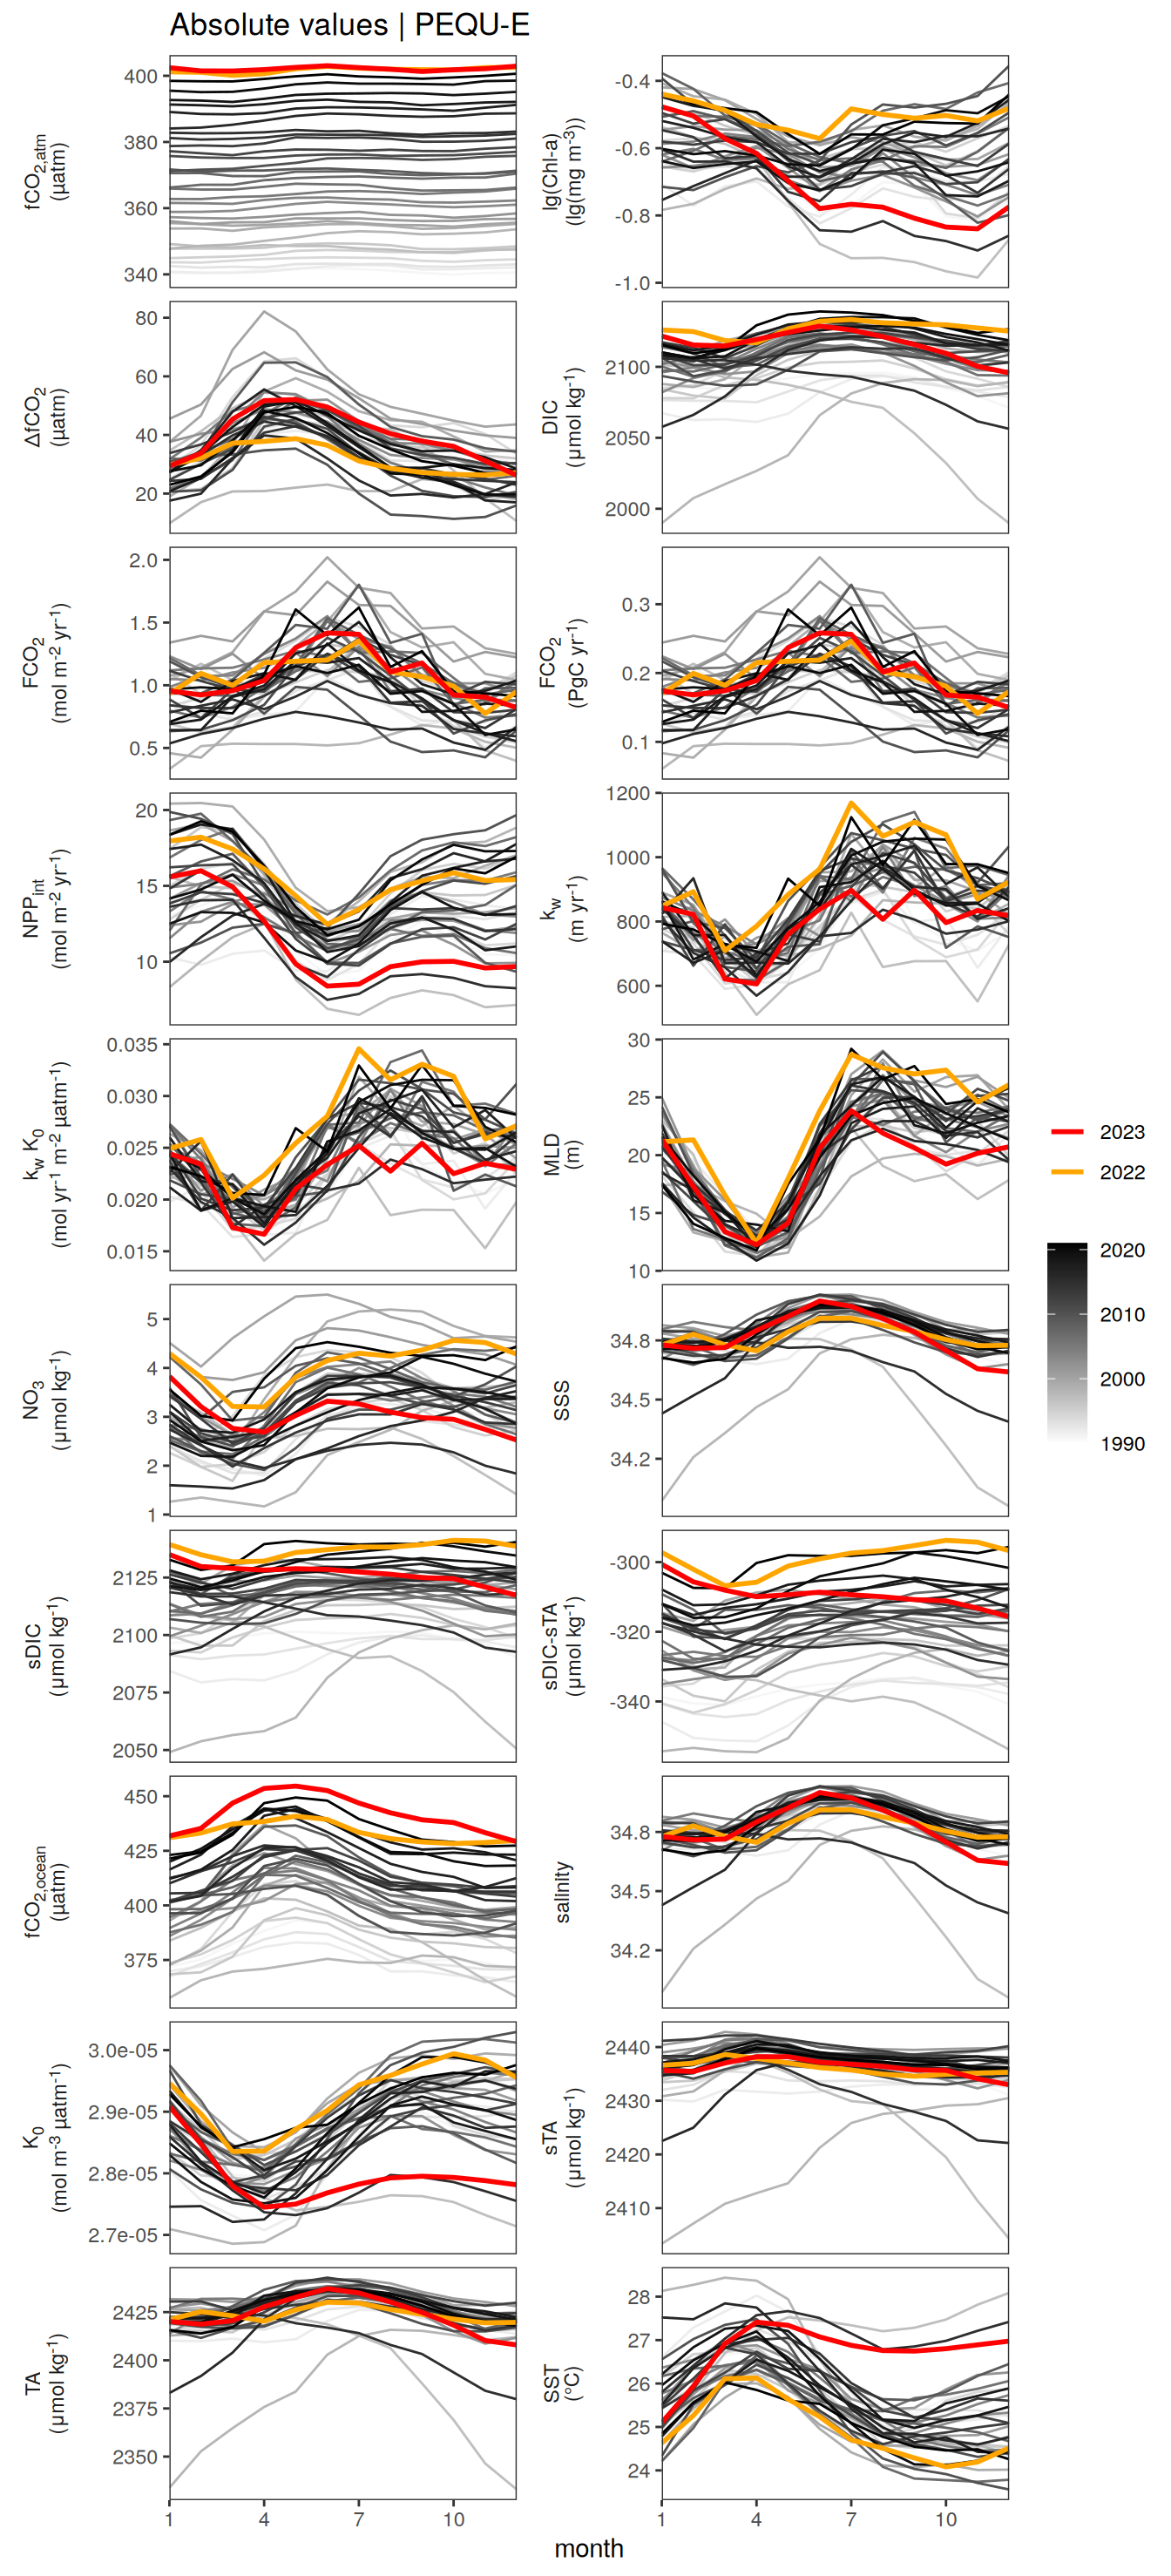 Absolute values | PEQU-E
fCO2,atm
(µatm)
400
380
360
340
lg(Chl-a)
(lg(mg m-3))
-0.4
-0.6
-0.8
-1.0
ΔfCO2
(µatm)
80
60
40
20
DIC
(µmol kg-1)
2100
2050
2000
FCO2
(mol m-2 yr-1)
2.0
1.5
1.0
0.5
FCO2
(PgC yr-1)
0.3
0.2
0.1
NPPint
(mol m-2 yr-1)
20
15
10
kw
(m yr-1)
1200
1000
800
600
kw K0
(mol yr-1 m-2 µatm-1)
0.035
0.030
0.025
0.020
0.015
MLD
(m)
30
25
20
15
10
2023
2022
2020
2010
2000
1990
NO3
(µmol kg-1)
5
4
3
2
1
SSS
34.8
34.5
34.2
sDIC
(µmol kg-1)
2125
2100
2075
2050
sDIC-sTA
(µmol kg-1)
-300
-320
-340
fCO2,ocean
(µatm)
450
425
400
375
salinity
34.8
34.5
34.2
K0
(mol m-3 µatm-1)
3.0e-05
2.9e-05
2.8e-05
2.7e-05
sTA
(µmol kg-1)
2440
2430
2420
2410
TA
(µmol kg-1)
2425
2400
2375
2350
SST
(°C)
28
27
26
25
24
1 4 7 10
1 4 7 10
month